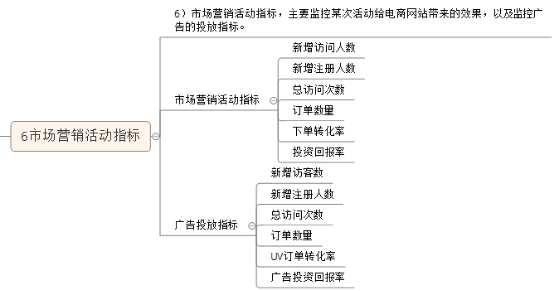 6）市场营销活动指标，主要监控某次活动给电商网站带来的效果，以及监控广
告的投放指标。
6市场营销活动指标
市场营销活动指标
新增访问人数
新增注册人数
总访问次数
订单数量
下单转化率
投资回报率
广告投放指标
新增访客数
新增注册人数
总访问次数
订单数量
UV订单转化率
广告投资回报率